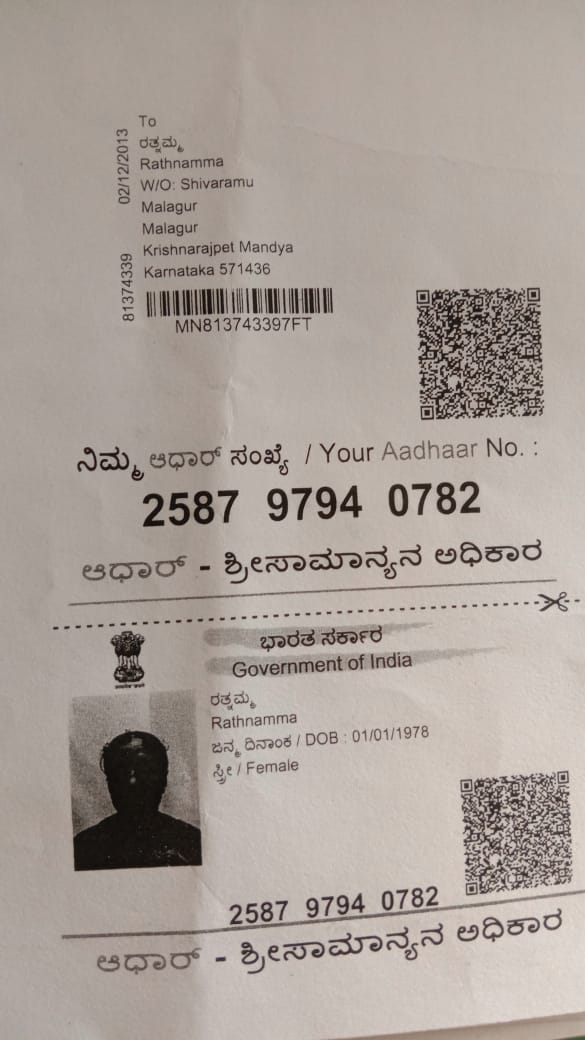 To
ರತ್ನಮ್ಮ
Rathnamma
W/O: Shivaramu
Malagur
Malagur
Krishnarajpet Mandya
Karnataka 571436
02/12/2013
81374339
MN813743397FT
ನಿಮ್ಮ ಆಧಾರ್ ಸಂಖ್ಯೆ / Your Aadhaar No. :
2587 9794 0782
ಆಧಾರ್ - ಶ್ರೀಸಾಮಾನ್ಯನ ಅಧಿಕಾರ
ಭಾರತ ಸರ್ಕಾರ
Government of India
ರತ್ನಮ್ಮ
Rathnamma
ಜನ್ಮ ದಿನಾಂಕ / DOB : 01/01/1978
ಸ್ತ್ರೀ / Female
2587 9794 0782
ಆಧಾರ್ - ಶ್ರೀಸಾಮಾನ್ಯನ ಅಧಿಕಾರ